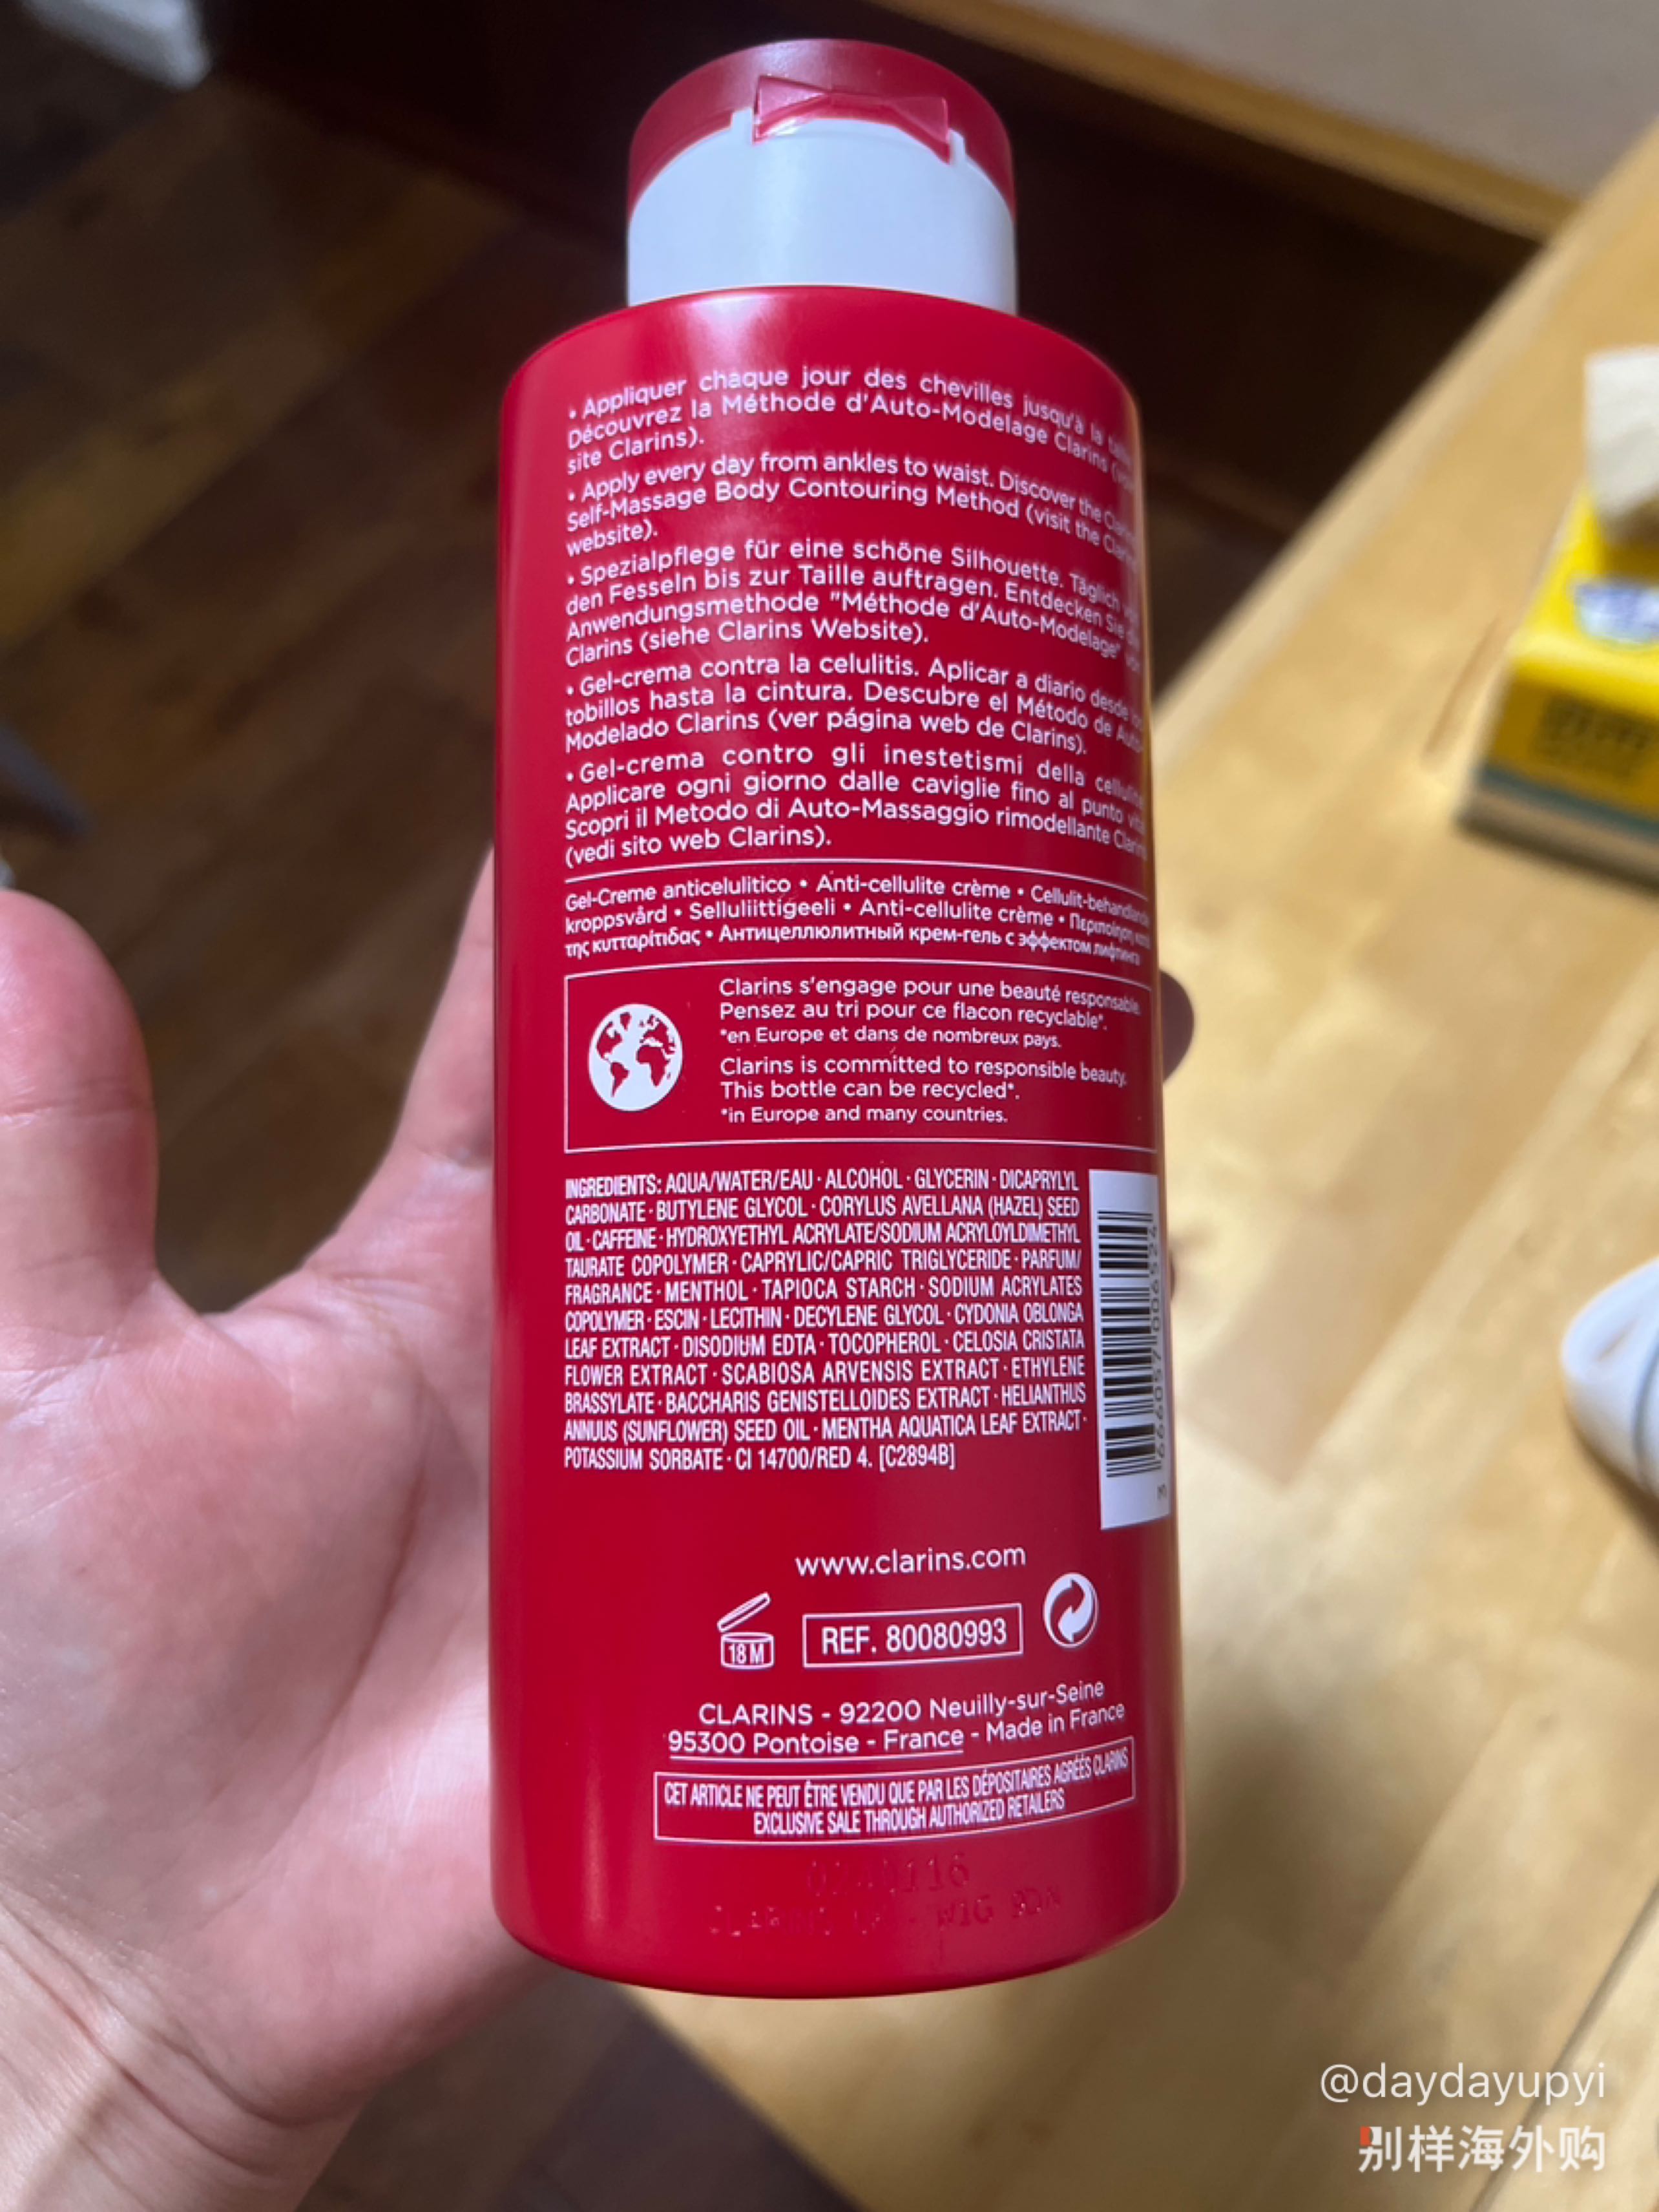 • Appliquer chaque jour des chevilles jusqu'à la
Découvrez la Méthode d'Auto-Modelage Clarins
site Clarins).
• Apply every day from ankles to waist. Discover the
Self-Massage Body Contouring Method (visit the
website).
• Spezialpflege für eine schöne Silhouette. Täglich
den Fesseln bis zur Taille auftragen. Entdecken Sie
Anwendungsmethode "Méthode d'Auto-Modelage"
Clarins (siehe Clarins Website).
• Gel-crema contra la celulitis. Aplicar a diario desde
tobillos hasta la cintura. Descubre el Método de
Modelado Clarins (ver página web de Clarins).
• Gel-crema contro gli inestetismi della
Applicare ogni giorno dalle caviglie fino al punto
Scopri il Metodo di Auto-Massaggio rimodellante
(vedi sito web Clarins).
Gel-Creme anticelulitico • Anti-cellulite crème • Cellulit-behandlande
kroppsvård • Selluliittigeeli • Anti-cellulite crème • Περιποίηση
της κυτταρίτιδας • Антицеллюлитный крем-гель с эффектом лифтинга
Clarins s'engage pour une beauté responsable.
Pensez au tri pour ce flacon recyclable*.
*en Europe et dans de nombreux pays.
Clarins is committed to responsible beauty.
This bottle can be recycled*.
*in Europe and many countries.
INGREDIENTS: AQUA/WATER/EAU · ALCOHOL · GLYCERIN · DICAPRYLYL
CARBONATE · BUTYLENE GLYCOL · CORYLUS AVELLANA (HAZEL) SEED
OIL · CAFFEINE · HYDROXYETHYL ACRYLATE/SODIUM ACRYLOYLDIMETHYL
TAURATE COPOLYMER · CAPRYLIC/CAPRIC TRIGLYCERIDE · PARFUM/
FRAGRANCE · MENTHOL · TAPIOCA STARCH · SODIUM ACRYLATES
COPOLYMER · ESCIN · LECITHIN · DECYLENE GLYCOL · CYDONIA OBLONGA
LEAF EXTRACT · DISODIUM EDTA · TOCOPHEROL · CELOSIA CRISTATA
FLOWER EXTRACT · SCABIOSA ARVENSIS EXTRACT · ETHYLENE
BRASSYLATE · BACCHARIS GENISTELLOIDES EXTRACT · HELIANTHUS
ANNUUS (SUNFLOWER) SEED OIL · MENTHA AQUATICA LEAF EXTRACT ·
POTASSIUM SORBATE · CI 14700/RED 4. [C2894B]
www.clarins.com
18 M
REF. 80080993
CLARINS - 92200 Neuilly-sur-Seine
95300 Pontoise - France - Made in France
CET ARTICLE NE PEUT ÊTRE VENDU QUE PAR LES DÉPOSITAIRES AGRÉÉS CLARINS
EXCLUSIVE SALE THROUGH AUTHORIZED RETAILERS
@daydayupyi
别样海外购